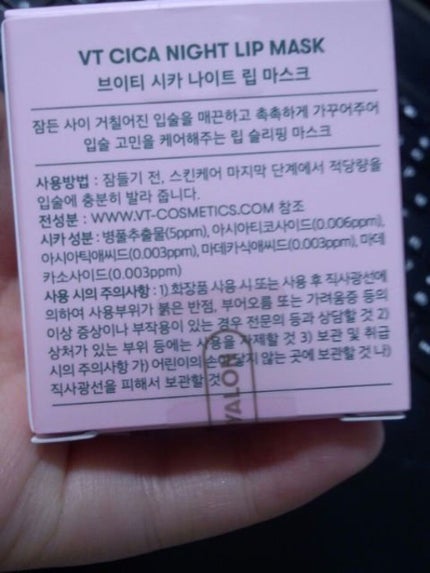 VT CICA NIGHT LIP MASK
브이티 시카 나이트 립 마스크
잠든 사이 거칠어진 입술을 매끈하고 촉촉하게 가꾸어주어
입술 고민을 케어해주는 립 슬리핑 마스크
사용방법 : 잠들기 전, 스킨케어 마지막 단계에서 적당량을
입술에 충분히 발라 줍니다.
전성분 : WWW.VT-COSMETICS.COM 참조
시카 성분 : 병풀추출물(5ppm), 아시아티코사이드(0.006ppm),
아시아틱애씨드(0.003ppm), 마데카식애씨드(0.003ppm), 마데
카소사이드(0.003ppm)
사용 시의 주의사항 : 1) 화장품 사용 시 또는 사용 후 직사광선에
의하여 사용부위가 붉은 반점, 부어오름 또는 가려움증 등의
이상 증상이나 부작용이 있는 경우 전문의 등과 상담할 것 2)
상처가 있는 부위 등에는 사용을 자제할 것 3) 보관 및 취급
시의 주의사항 가) 어린이의 손에 닿지 않는 곳에 보관할 것 나)
직사광선을 피해서 보관할 것
YALON